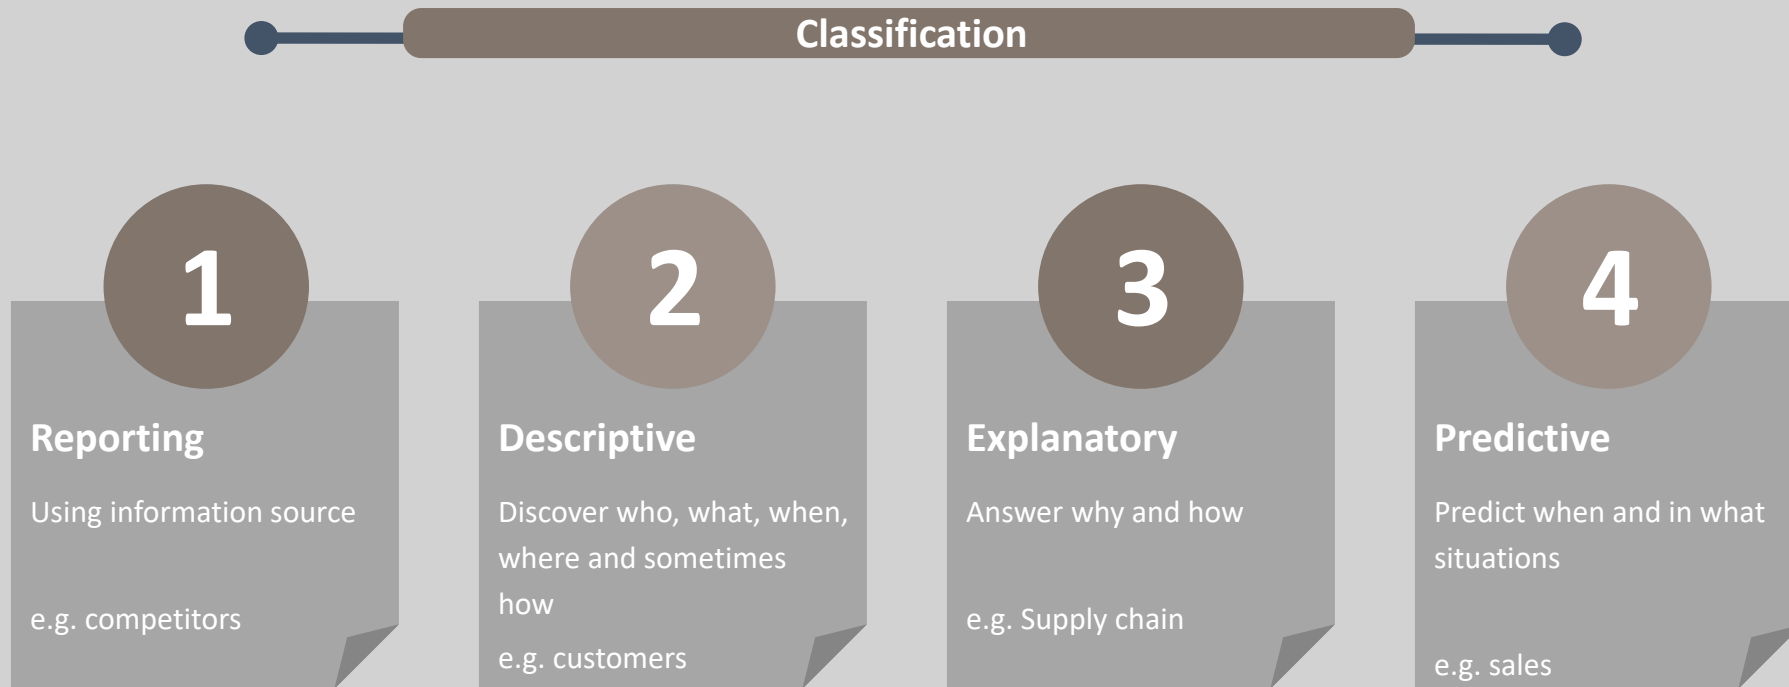 Classification
1
Reporting
Using information source
e.g. competitors
2
Descriptive
Discover who, what, when,
where and sometimes
how
e.g. customers
3
Explanatory
Answer why and how
e.g. Supply chain
4
Predictive
Predict when and in what
situations
e.g. sales